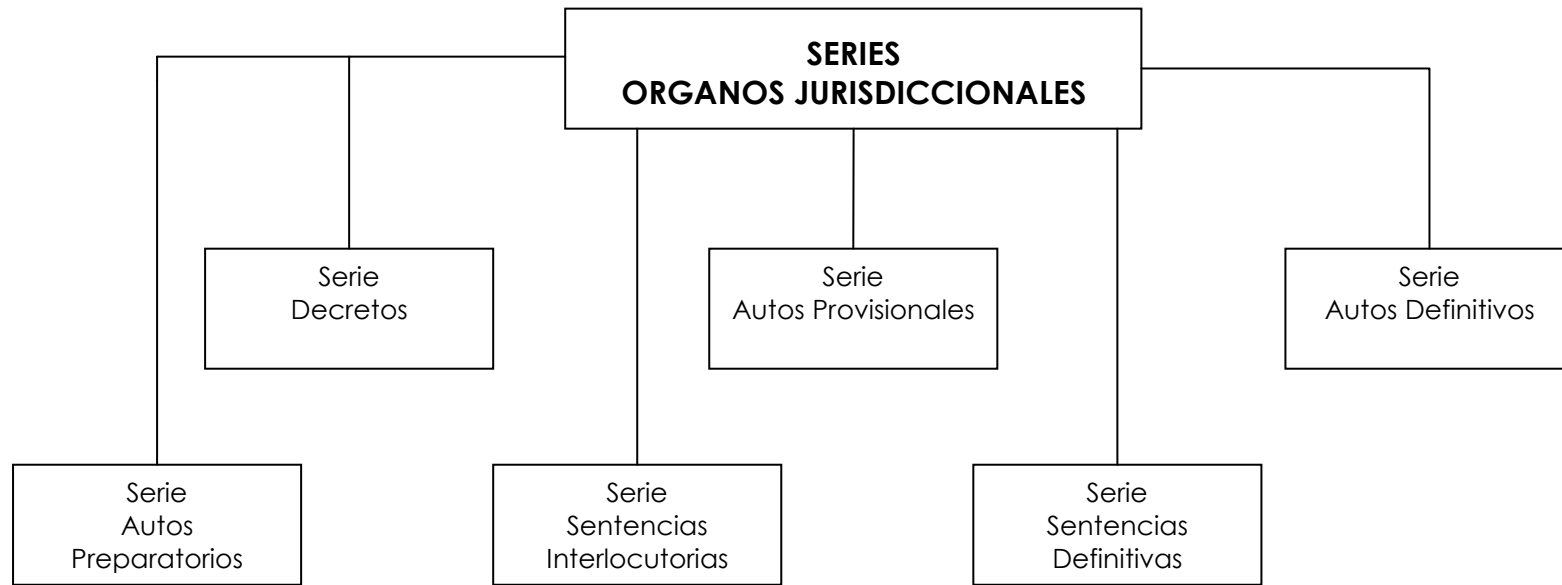 SERIES
ORGANOS JURISDICCIONALES
Serie
Decretos
Serie
Autos Provisionales
Serie
Autos Definitivos
Serie
Autos
Preparatorios
Serie
Sentencias
Interlocutorias
Serie
Sentencias
Definitivas